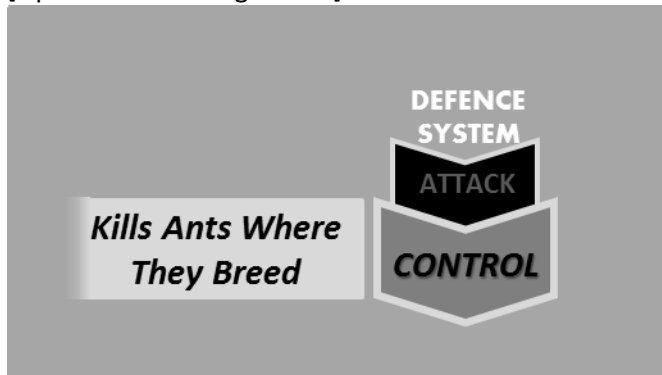 DEFENCE
SYSTEM
ATTACK
Kills Ants Where
They Breed
CONTROL